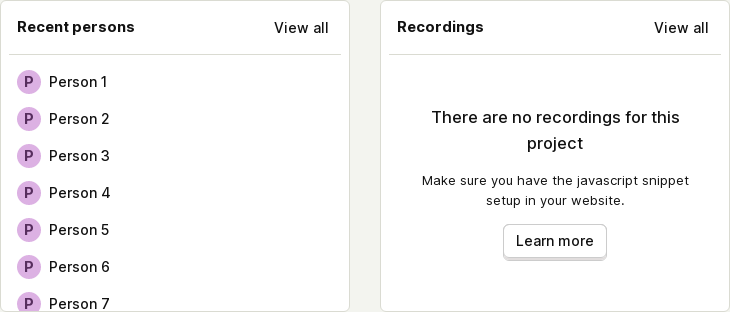 Recent persons
View all
P Person 1
P Person 2
P Person 3
P Person 4
P Person 5
P Person 6
P Person 7
Recordings
View all
There are no recordings for this
project
Make sure you have the javascript snippet
setup in your website.
Learn more